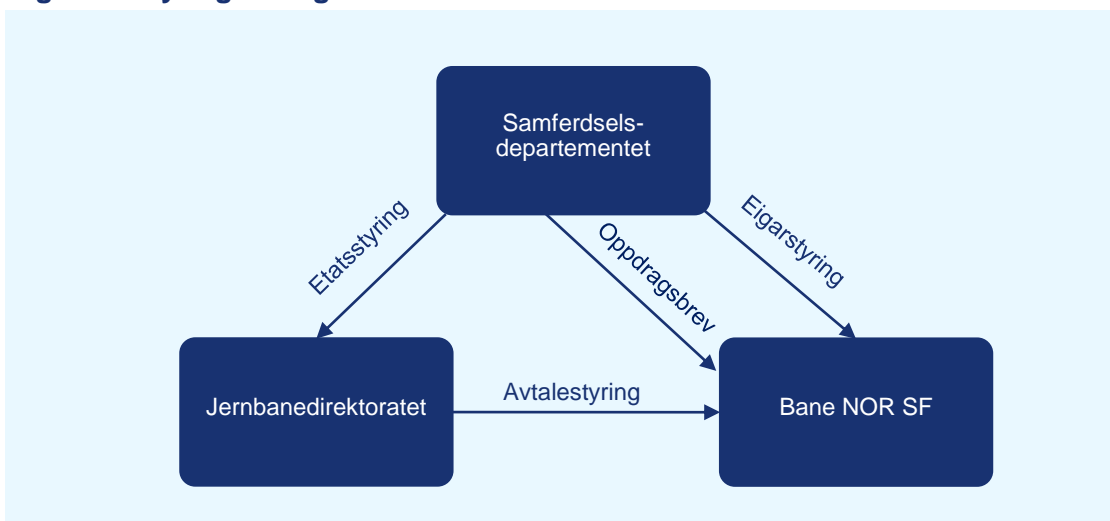 Samferdsels-
departementet
Etatsstyring
Oppdragsbrev
Eigarstyring
Jernbanedirektoratet
Avtalestyring
Bane NOR SF